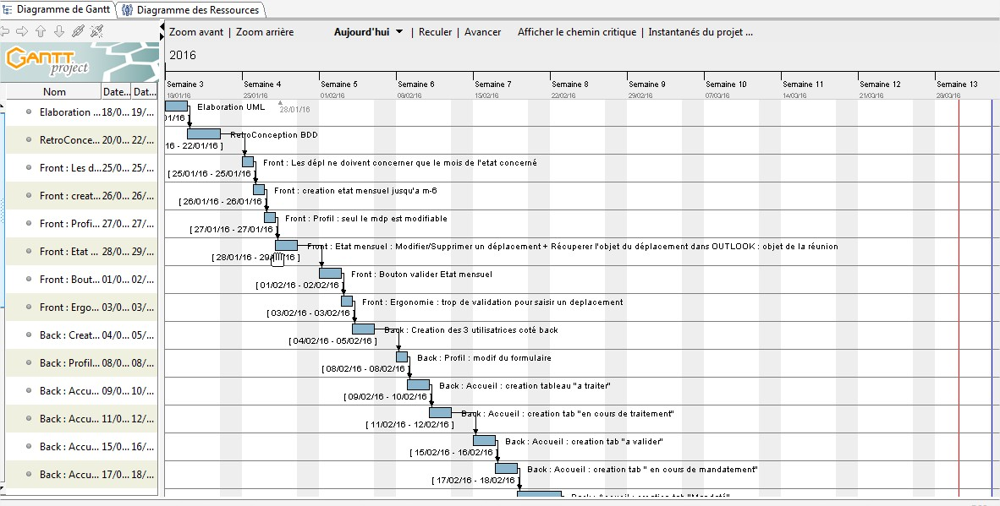 Diagramme de Gantt Diagramme des Ressources
Zoom avant | Zoom arrière Aujourd'hui | Reculer | Avancer Afficher le chemin critique | Instantanés du projet ...
GANTT project
2016
Nom Date... Dat...
Semaine 3 Semaine 4 Semaine 5 Semaine 6 Semaine 7 Semaine 8 Semaine 9 Semaine 10 Semaine 11 Semaine 12 Semaine 13
18/01/16 25/01/16 01/02/16 08/02/16 15/02/16 22/02/16 29/02/16 07/03/16 14/03/16 21/03/16 28/03/16
Elaboration ... 18/0... 19/...
Elaboration UML 28/01/16
01/16 ]
RetroConce... 20/0... 22/...
RetroConception BDD
16 - 22/01/16 ]
Front : Les d... 25/0... 25/...
Front : Les dépl ne doivent concerner que le mois de l'etat concerné
[ 25/01/16 - 25/01/16 ]
Front : creat... 26/0... 26/...
Front : creation etat mensuel jusqu'a m-6
[ 26/01/16 - 26/01/16 ]
Front : Profi... 27/0... 27/...
Front : Profil : seul le mdp est modifiable
[ 27/01/16 - 27/01/16 ]
Front : Etat ... 28/0... 29/...
Front : Etat mensuel : Modifier/Supprimer un déplacement + Récuperer l'objet du déplacement dans OUTLOOK : objet de la réunion
[ 28/01/16 - 29/ /16 ]
Front : Bout... 01/0... 02/...
Front : Bouton valider Etat mensuel
[ 01/02/16 - 02/02/16 ]
Front : Ergo... 03/0... 03/...
Front : Ergonomie : trop de validation pour saisir un deplacement
[ 03/02/16 - 03/02/16 ]
Back : Creat... 04/0... 05/...
Back : Creation des 3 utilisatrices coté back
[ 04/02/16 - 05/02/16 ]
Back : Profil... 08/0... 08/...
Back : Profil : modif du formulaire
[ 08/02/16 - 08/02/16 ]
Back : Accu... 09/0... 10/...
Back : Accueil : creation tableau "a traiter"
[ 09/02/16 - 10/02/16 ]
Back : Accu... 11/0... 12/...
Back : Accueil : creation tab "en cours de traitement"
[ 11/02/16 - 12/02/16 ]
Back : Accu... 15/0... 16/...
Back : Accueil : creation tab "a valider"
[ 15/02/16 - 16/02/16 ]
Back : Accu... 17/0... 18/...
Back : Accueil : creation tab " en cours de mandatement"
[ 17/02/16 - 18/02/16 ]
Back : Accueil : creation tab "Mandaté"